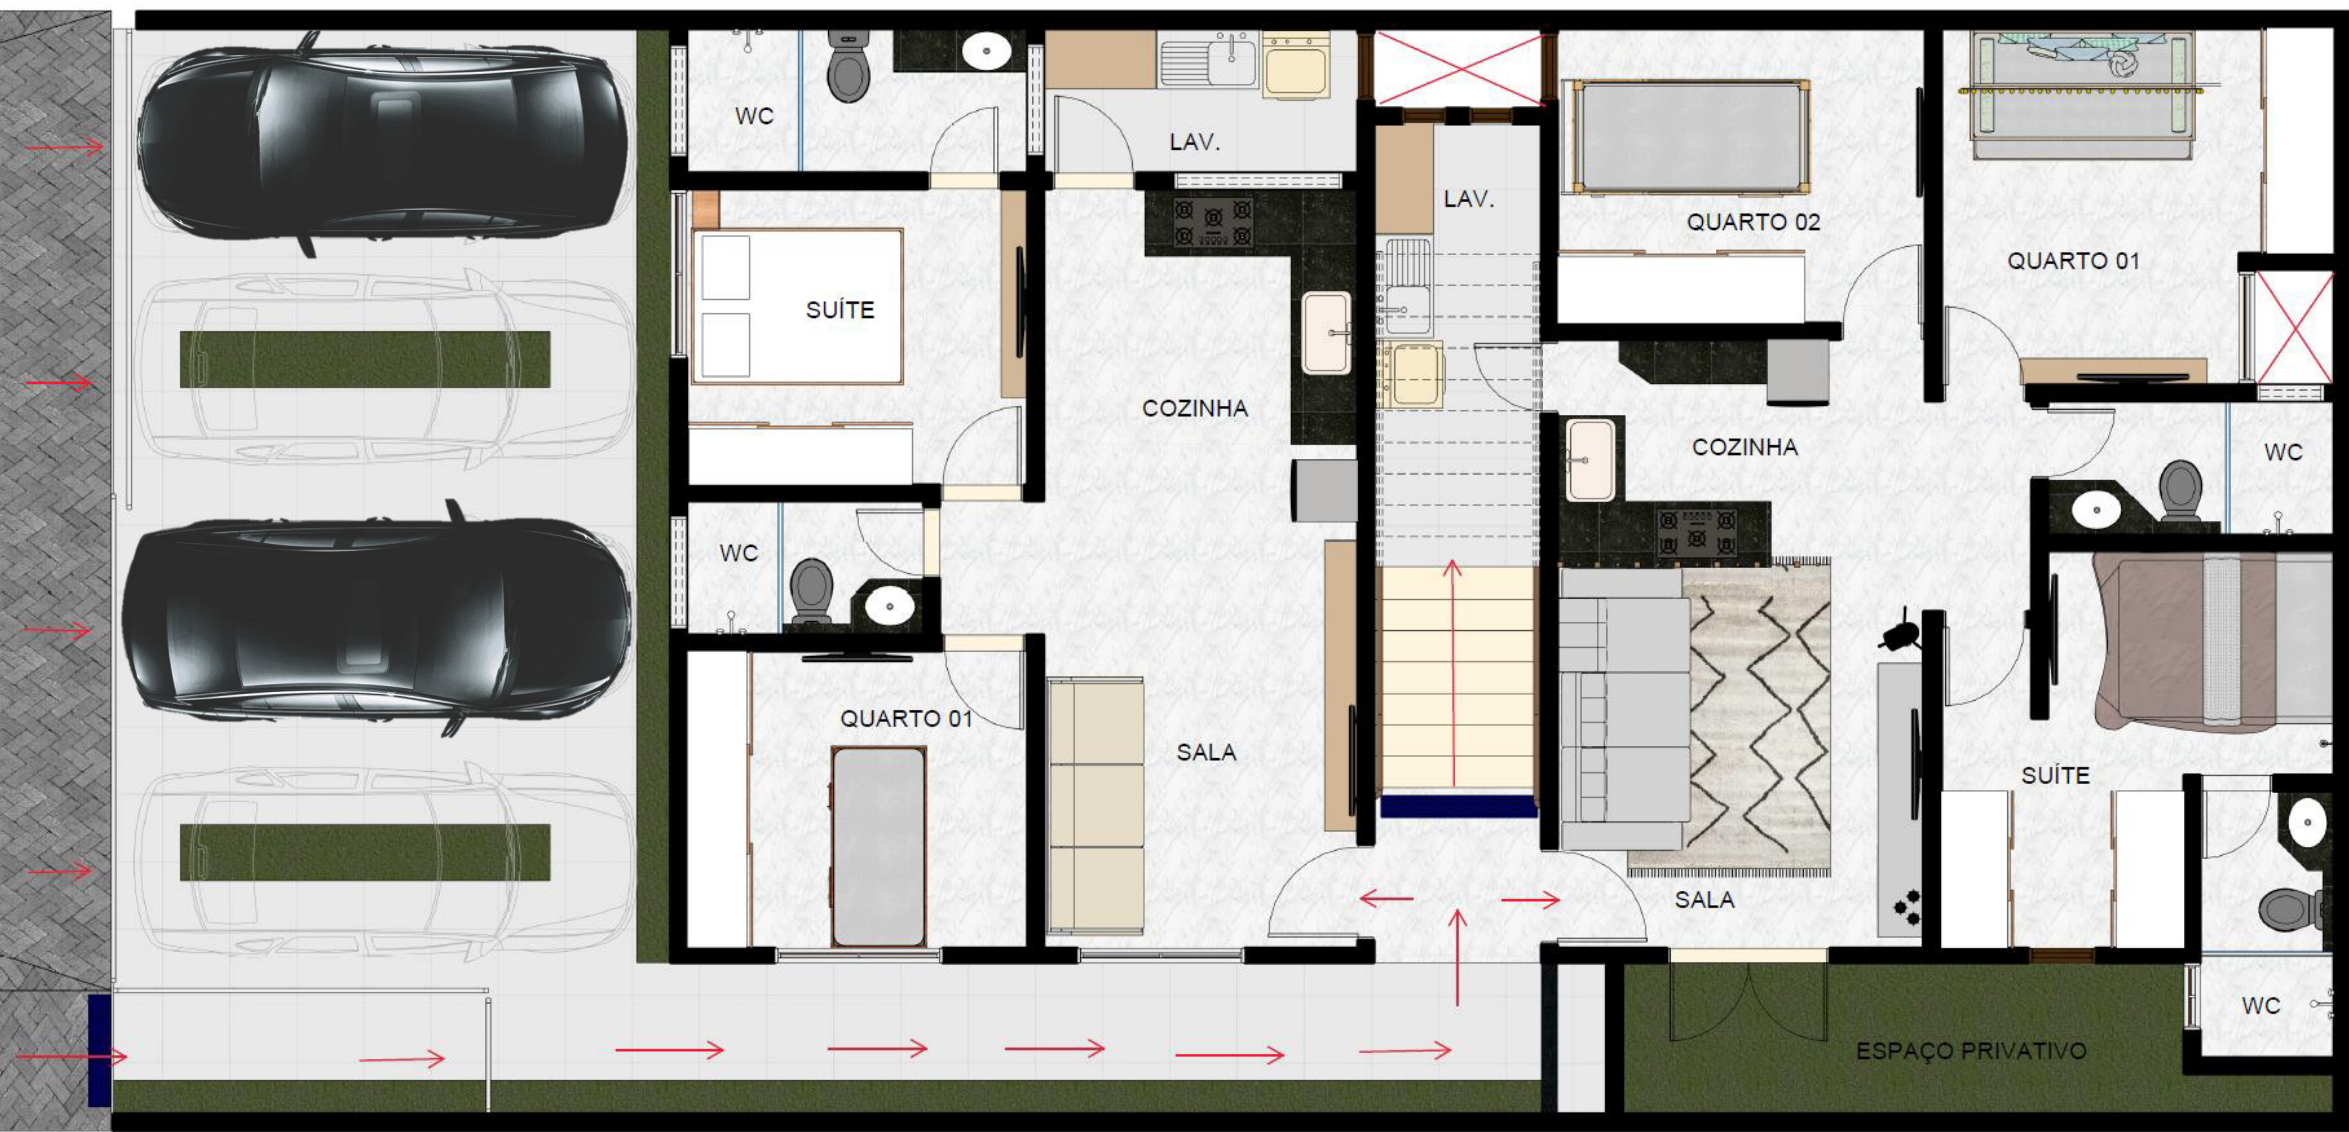 WC
LAV.
LAV.
QUARTO 02
QUARTO 01
SUÍTE
COZINHA
COZINHA
WC
WC
QUARTO 01
SALA
SUÍTE
SALA
WC
ESPAÇO PRIVATIVO